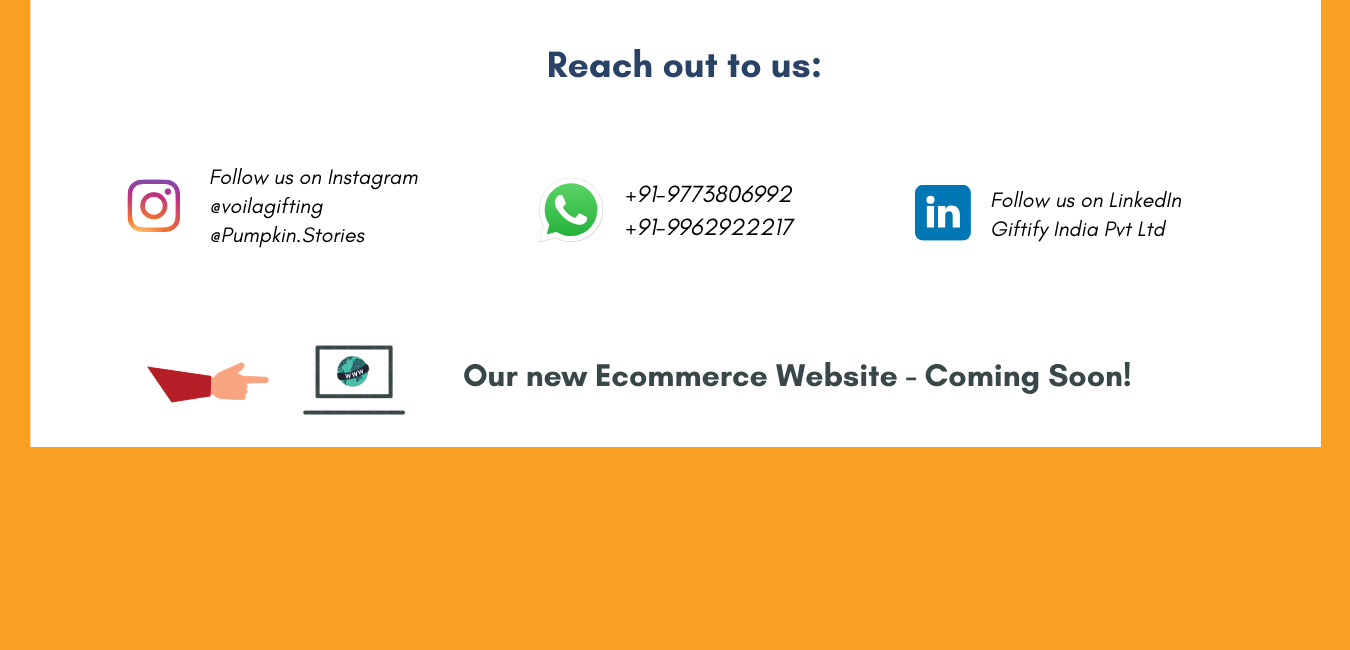 Reach out to us:
Follow us on Instagram
@voilagifting
@Pumpkin.Stories
+91-9773806992
+91-9962922217
Follow us on LinkedIn
Giftify India Pvt Ltd
in
WWW
Our new Ecommerce Website - Coming Soon!